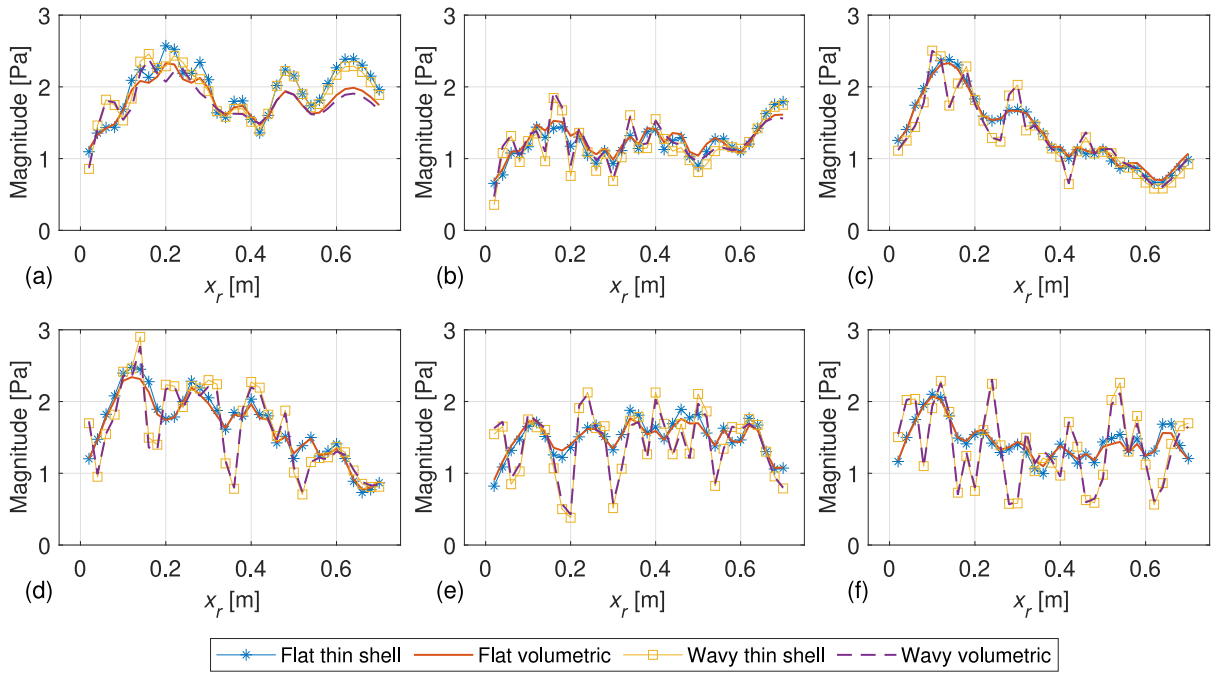 3 3 3
Magnitude [Pa] Magnitude [Pa] Magnitude [Pa]
2 2 2
1 1 1
0 0 0
0 0.2 0.4 0.6 0 0.2 0.4 0.6 0 0.2 0.4 0.6
(a) (b) (c)
x_r [m] x_r [m] x_r [m]
3 3 3
Magnitude [Pa] Magnitude [Pa] Magnitude [Pa]
2 2 2
1 1 1
0 0 0
0 0.2 0.4 0.6 0 0.2 0.4 0.6 0 0.2 0.4 0.6
(d) (e) (f)
x_r [m] x_r [m] x_r [m]
Flat thin shell Flat volumetric Wavy thin shell Wavy volumetric